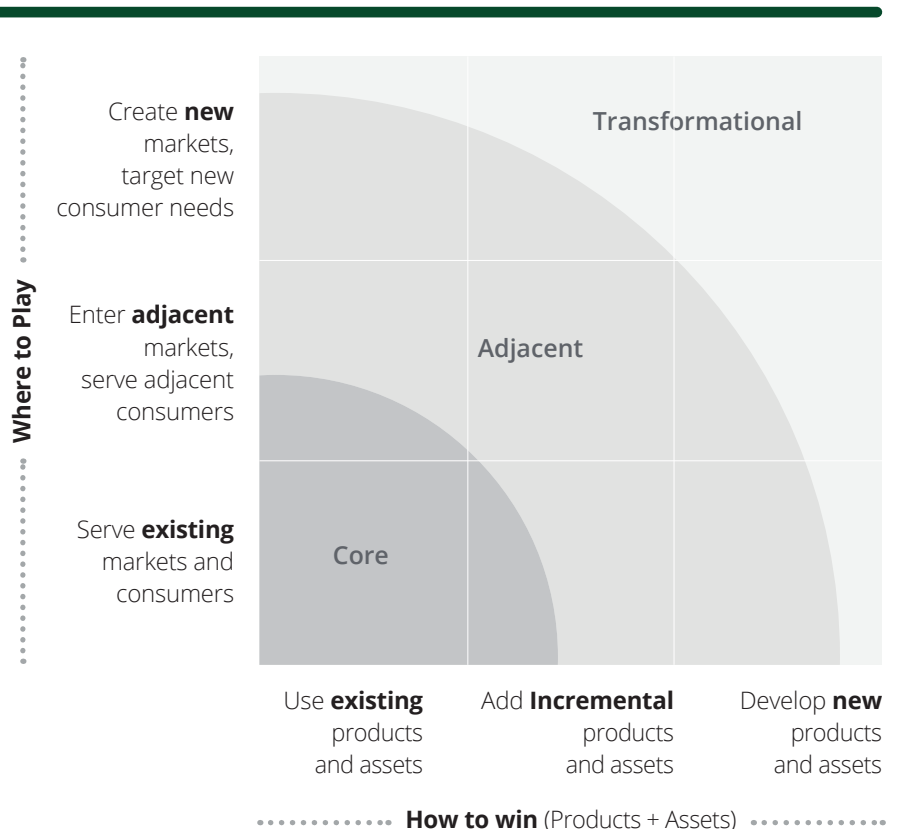 Where to Play
Create new
markets,
target new
consumer needs
Enter adjacent
markets,
serve adjacent
consumers
Serve existing
markets and
consumers
Transformational
Adjacent
Core
Use existing
products
and assets
Add Incremental
products
and assets
Develop new
products
and assets
How to win (Products + Assets)